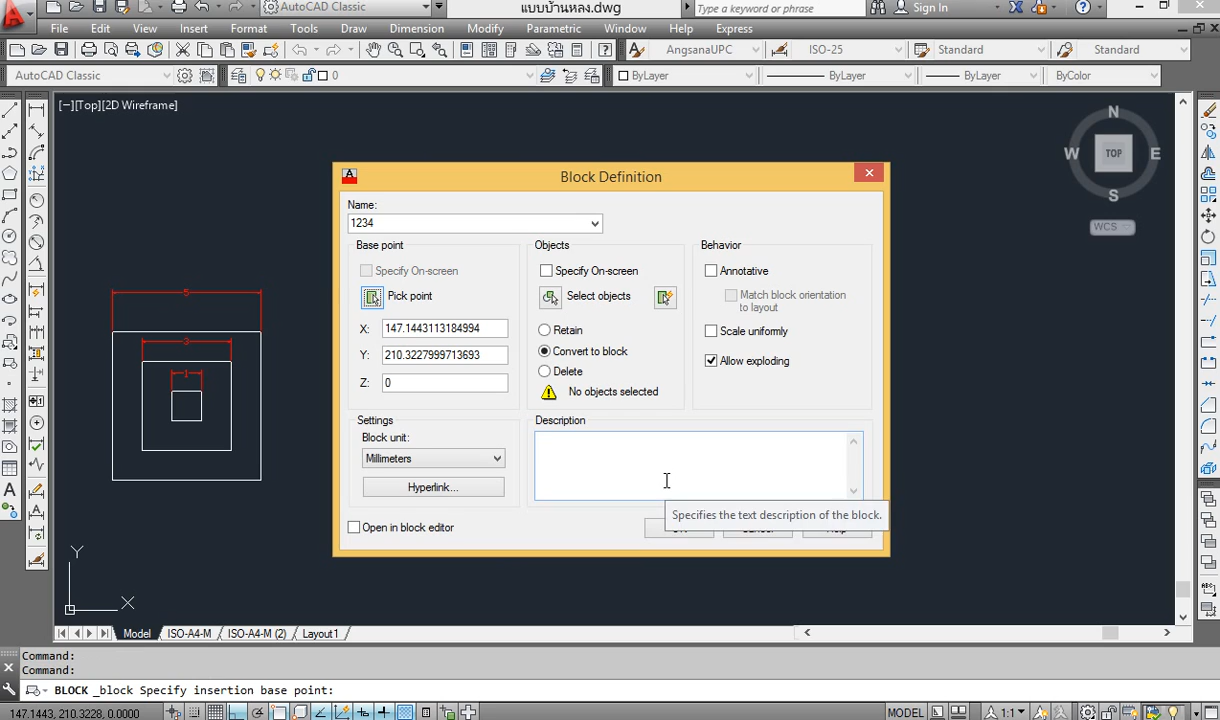 AutoCAD Classic
แบบบ้านหลง.dwg
Type a keyword or phrase
Sign In
File Edit View Insert Format Tools Draw Dimension Modify Parametric Window Help Express
AngsanaUPC ISO-25 Standard Standard
AutoCAD Classic 0 ByLayer ByLayer ByLayer ByColor
[−][Top][2D Wireframe]
N
W TOP E
S
WCS
Block Definition
Name:
1234
Base point
Specify On-screen
Pick point
X: 147.1443113184994
Y: 210.3227999713693
Z: 0
Objects
Specify On-screen
Select objects
Retain
Convert to block
Delete
No objects selected
Behavior
Annotative
Match block orientation
to layout
Scale uniformly
Allow exploding
Settings
Block unit:
Millimeters
Hyperlink...
Description
Specifies the text description of the block.
Open in block editor
5
3
1
Y
X
Model ISO-A4-M ISO-A4-M (2) Layout1
Command:
Command:
BLOCK _block Specify insertion base point:
147.1443, 210.3228, 0.0000 MODEL 1:1